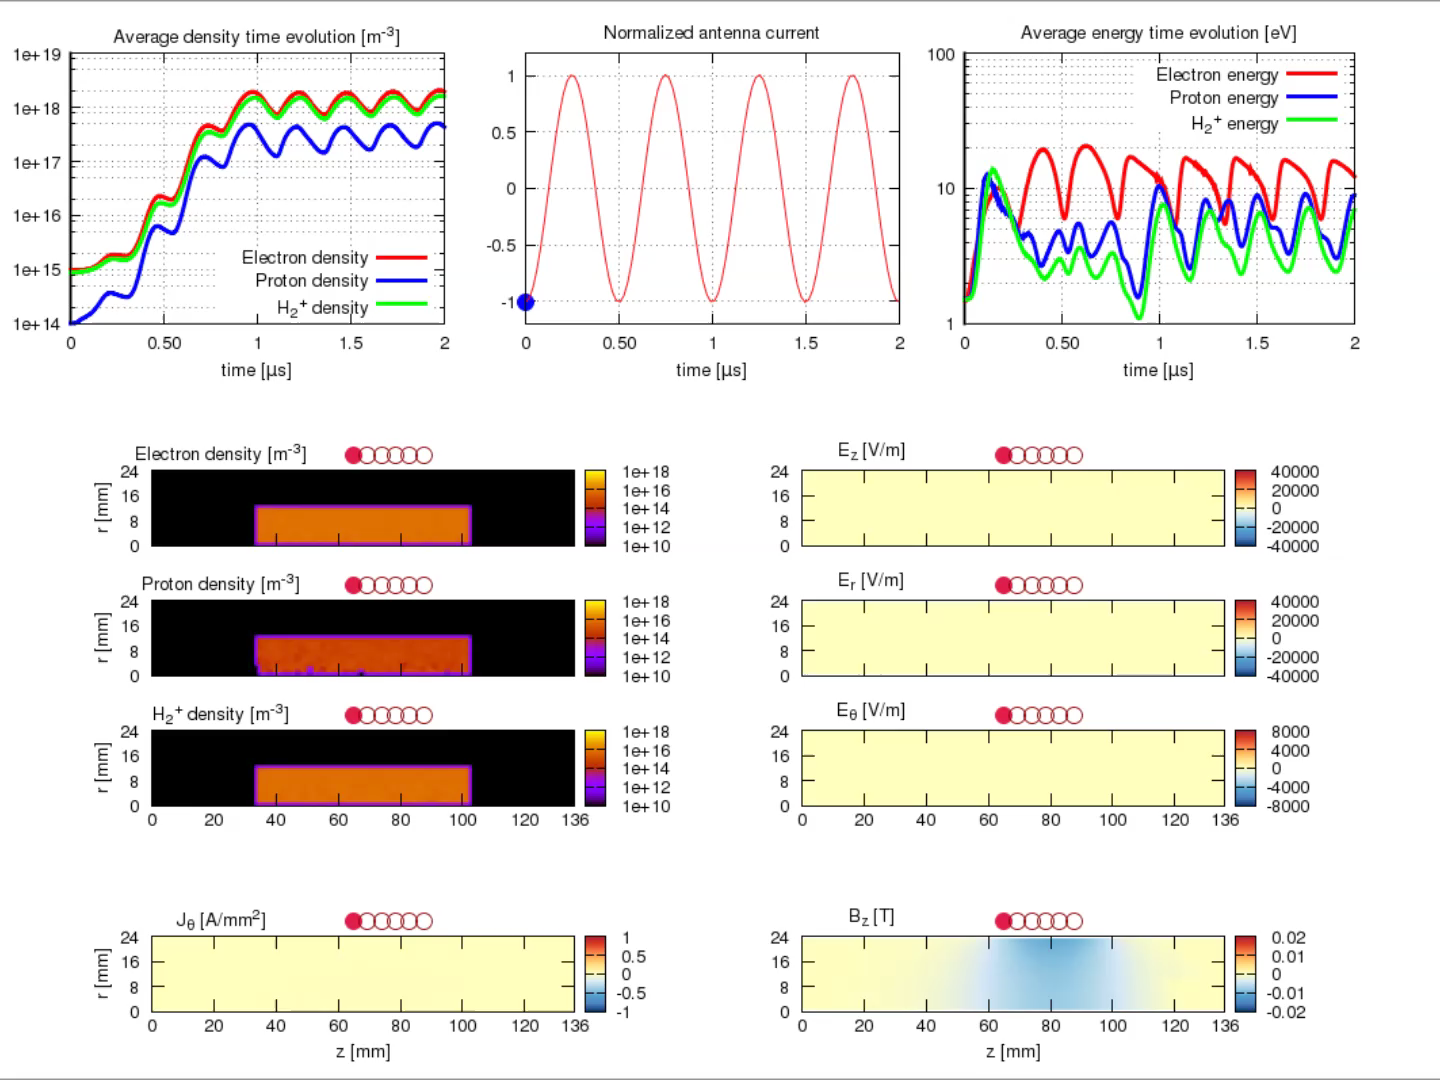 Average density time evolution [m-3]
1e+19
1e+18
1e+17
1e+16
1e+15
1e+14
Electron density
Proton density
H2+ density
0 0.50 1 1.5 2
time [μs]
Normalized antenna current
1
0.5
0
-0.5
-1
0 0.50 1 1.5 2
time [μs]
Average energy time evolution [eV]
100
10
1
Electron energy
Proton energy
H2+ energy
0 0.50 1 1.5 2
time [μs]
Electron density [m-3]
r [mm]
24
16
8
0
1e+18
1e+16
1e+14
1e+12
1e+10
Ez [V/m]
24
16
8
0
40000
20000
0
-20000
-40000
Proton density [m-3]
r [mm]
24
16
8
0
1e+18
1e+16
1e+14
1e+12
1e+10
Er [V/m]
24
16
8
0
40000
20000
0
-20000
-40000
H2+ density [m-3]
r [mm]
24
16
8
0
1e+18
1e+16
1e+14
1e+12
1e+10
0 20 40 60 80 100 120 136
Eθ [V/m]
24
16
8
0
8000
4000
0
-4000
-8000
0 20 40 60 80 100 120 136
Jθ [A/mm2]
r [mm]
24
16
8
0
1
0.5
0
-0.5
-1
0 20 40 60 80 100 120 136
z [mm]
Bz [T]
24
16
8
0
0.02
0.01
0
-0.01
-0.02
0 20 40 60 80 100 120 136
z [mm]